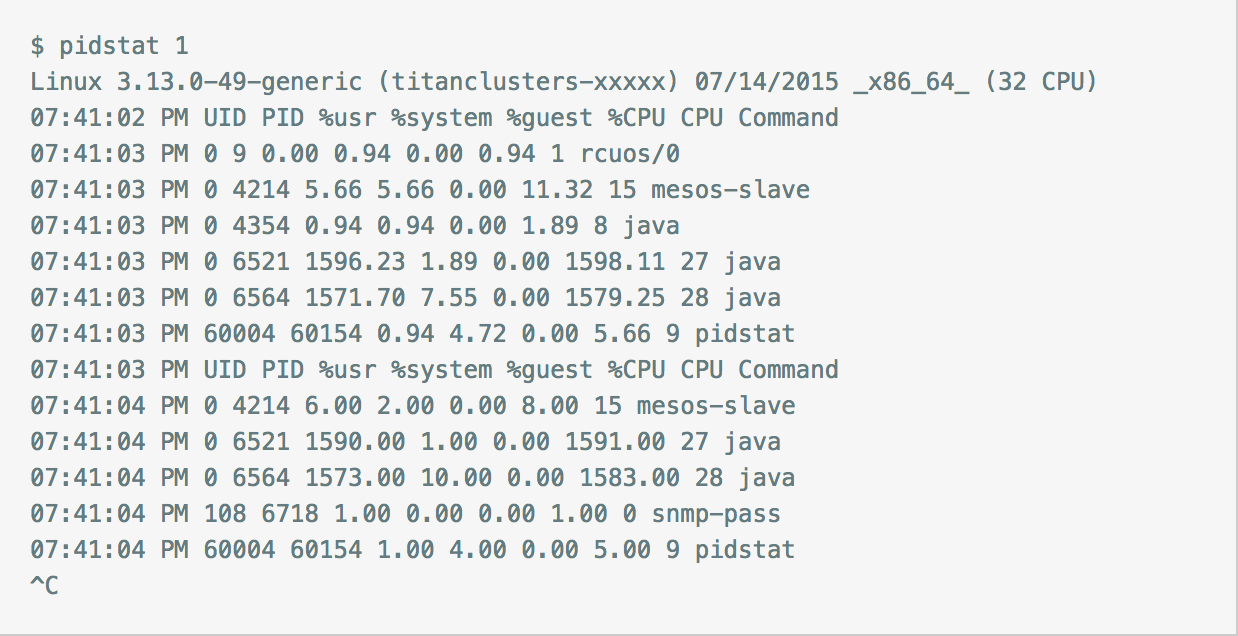 $ pidstat 1
Linux 3.13.0-49-generic (titanclusters-xxxxx) 07/14/2015 _x86_64_ (32 CPU)
07:41:02 PM UID PID %usr %system %guest %CPU CPU Command
07:41:03 PM 0 9 0.00 0.94 0.00 0.94 1 rcuos/0
07:41:03 PM 0 4214 5.66 5.66 0.00 11.32 15 mesos-slave
07:41:03 PM 0 4354 0.94 0.94 0.00 1.89 8 java
07:41:03 PM 0 6521 1596.23 1.89 0.00 1598.11 27 java
07:41:03 PM 0 6564 1571.70 7.55 0.00 1579.25 28 java
07:41:03 PM 60004 60154 0.94 4.72 0.00 5.66 9 pidstat
07:41:03 PM UID PID %usr %system %guest %CPU CPU Command
07:41:04 PM 0 4214 6.00 2.00 0.00 8.00 15 mesos-slave
07:41:04 PM 0 6521 1590.00 1.00 0.00 1591.00 27 java
07:41:04 PM 0 6564 1573.00 10.00 0.00 1583.00 28 java
07:41:04 PM 108 6718 1.00 0.00 0.00 1.00 0 snmp-pass
07:41:04 PM 60004 60154 1.00 4.00 0.00 5.00 9 pidstat
^C